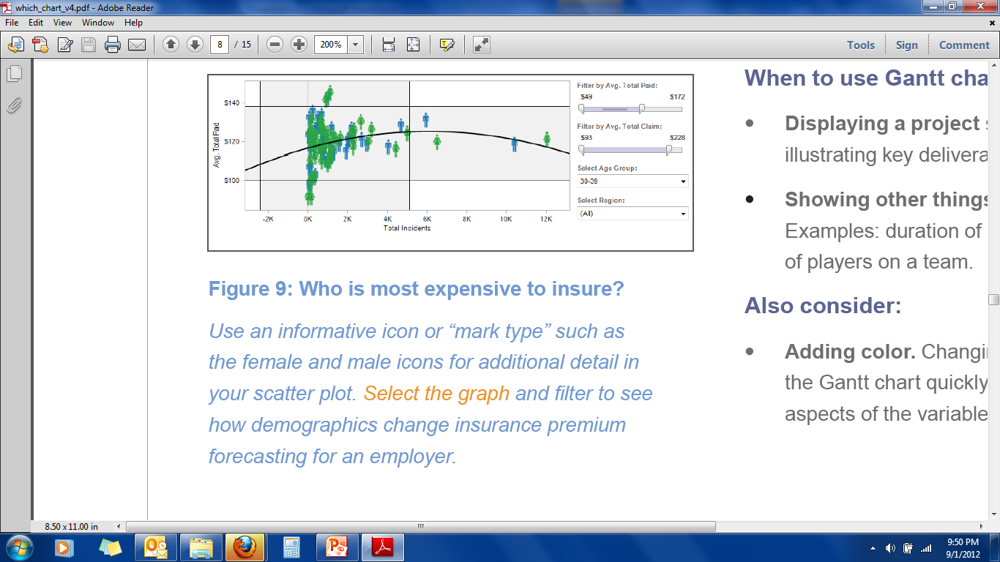 which_chart_v4.pdf - Adobe Reader
File Edit View Window Help
8 / 15 200% Tools Sign Comment
$140
$120
$100
Avg. Total Paid
-2K 0K 2K 4K 6K 8K 10K 12K
Total Incidents
Filter by Avg. Total Paid:
$49 $172
Filter by Avg. Total Claim:
$93 $228
Select Age Group:
30-39
Select Region:
(All)
Figure 9: Who is most expensive to insure?
Use an informative icon or “mark type” such as
the female and male icons for additional detail in
your scatter plot. Select the graph and filter to see
how demographics change insurance premium
forecasting for an employer.
When to use Gantt cha
• Displaying a project s
illustrating key delivera
• Showing other things
Examples: duration of
of players on a team.
Also consider:
• Adding color. Changi
the Gantt chart quickly
aspects of the variable
8.50 x 11.00 in
9:50 PM
9/1/2012